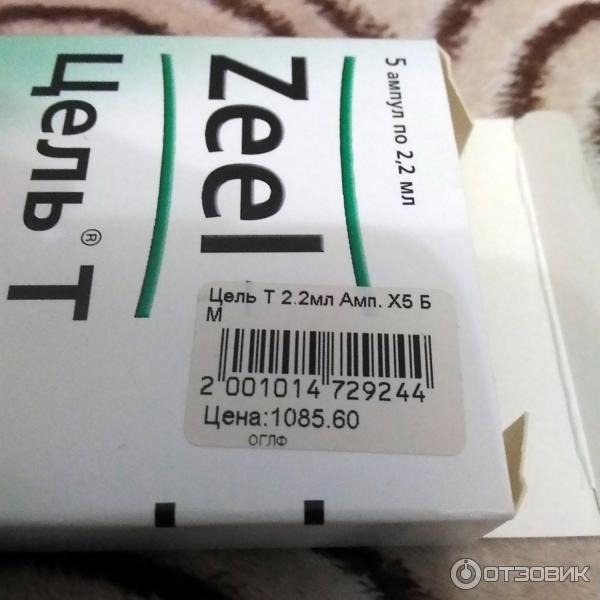 Zeel
Цель® Т
5 ампул по 2,2 мл
Цель Т 2.2мл Амп. Х5 Б
М
2 001014 729244
Цена:1085.60
ОГЛФ
ОТЗОВИК